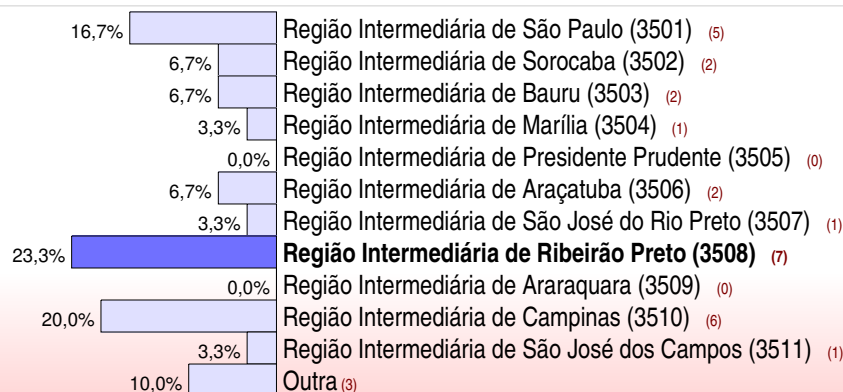 16,7% Região Intermediária de São Paulo (3501) (5)
6,7% Região Intermediária de Sorocaba (3502) (2)
6,7% Região Intermediária de Bauru (3503) (2)
3,3% Região Intermediária de Marília (3504) (1)
0,0% Região Intermediária de Presidente Prudente (3505) (0)
6,7% Região Intermediária de Araçatuba (3506) (2)
3,3% Região Intermediária de São José do Rio Preto (3507) (1)
23,3% Região Intermediária de Ribeirão Preto (3508) (7)
0,0% Região Intermediária de Araraquara (3509) (0)
20,0% Região Intermediária de Campinas (3510) (6)
3,3% Região Intermediária de São José dos Campos (3511) (1)
10,0% Outra (3)